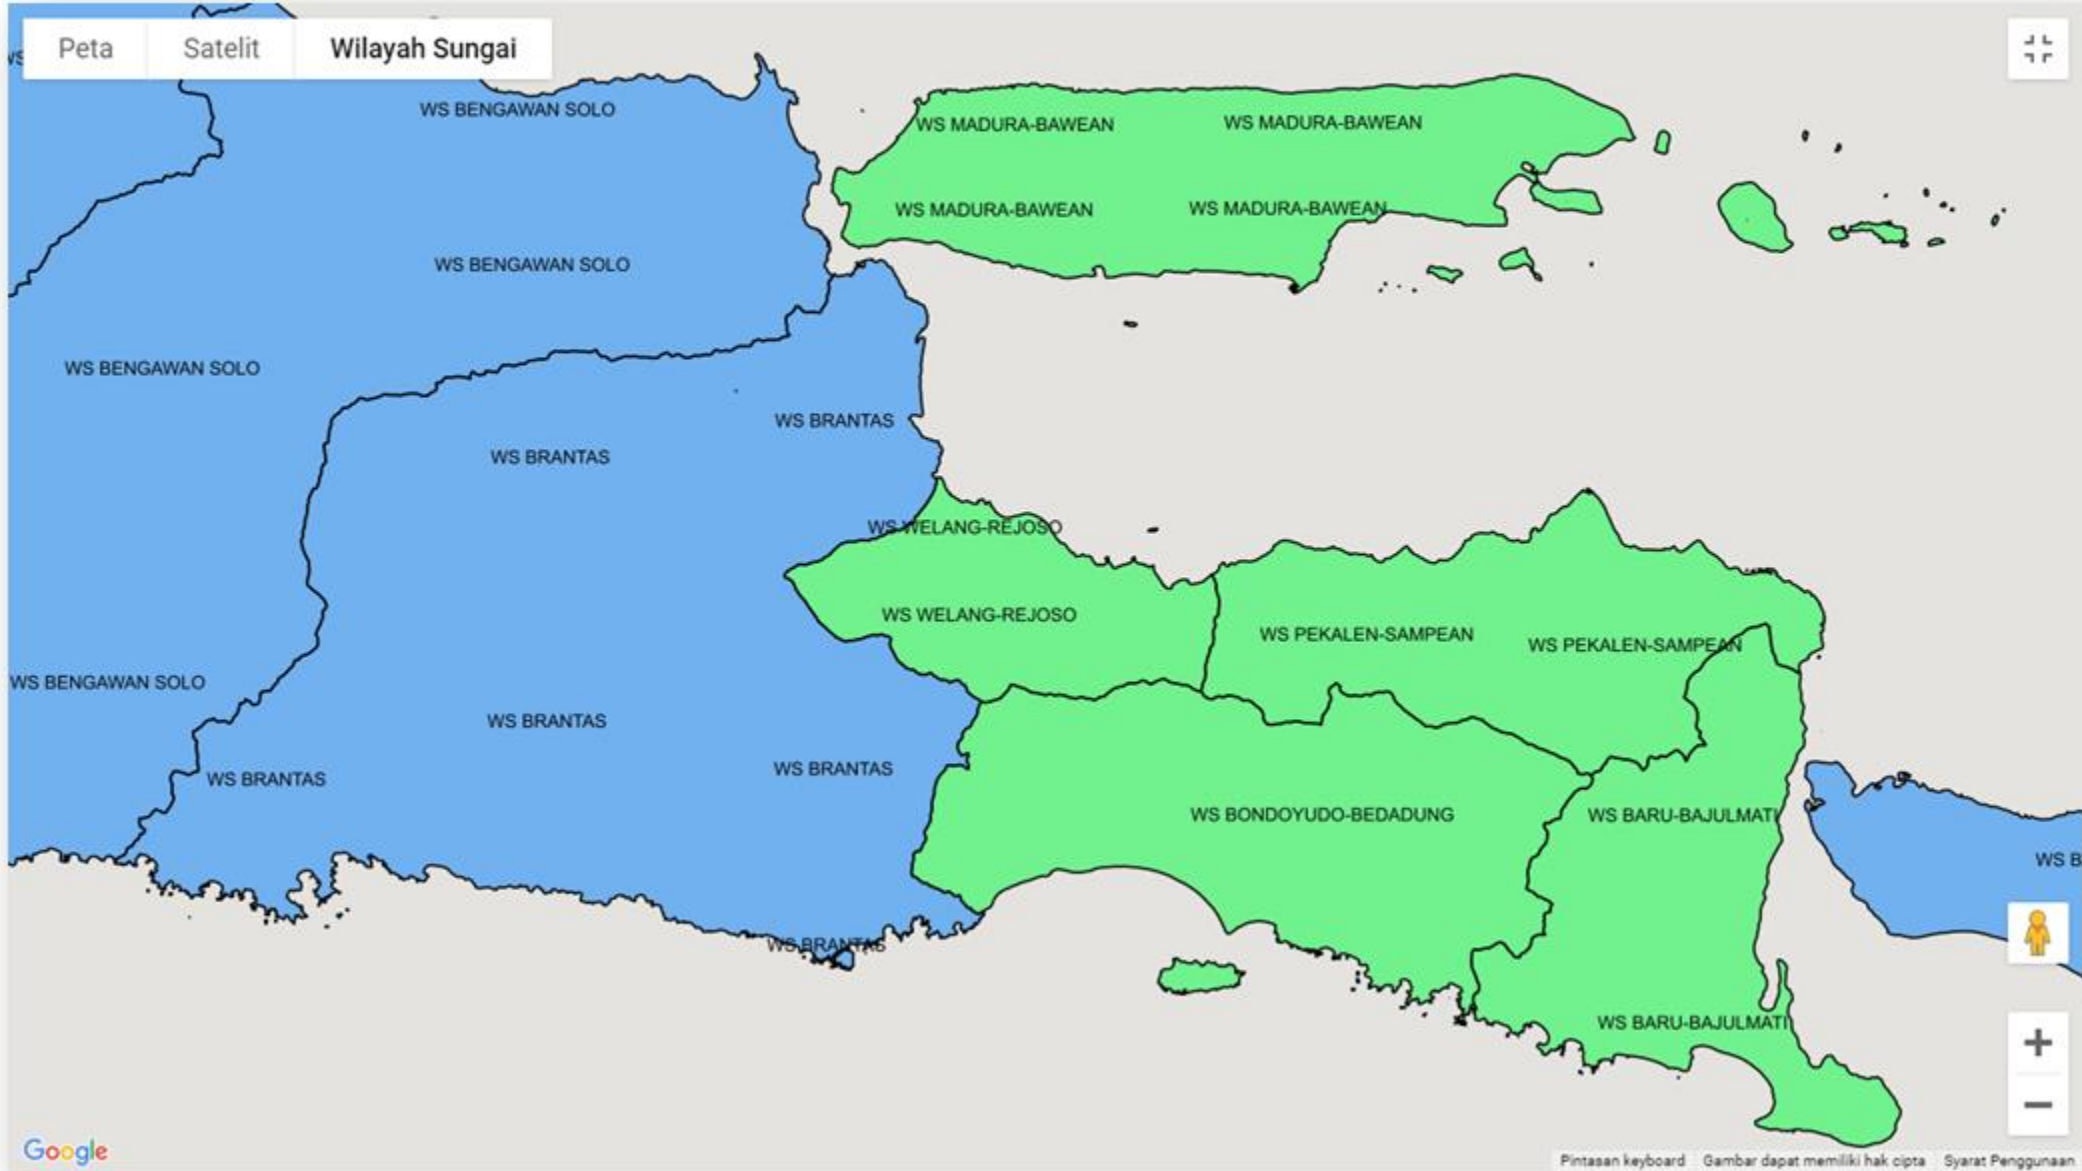 WS
Peta
Satelit
Wilayah Sungai
WS BENGAWAN SOLO
WS MADURA-BAWEAN
WS MADURA-BAWEAN
WS MADURA-BAWEAN
WS MADURA-BAWEAN
WS BENGAWAN SOLO
WS BENGAWAN SOLO
WS BRANTAS
WS BRANTAS
WS WELANG-REJOSO
WS WELANG-REJOSO
WS PEKALEN-SAMPEAN
WS PEKALEN-SAMPEAN
WS BENGAWAN SOLO
WS BRANTAS
WS BRANTAS
WS BRANTAS
WS BONDOYUDO-BEDADUNG
WS BARU-BAJULMATI
WS B
WS BRANTAS
WS BARU-BAJULMATI
Google
Pintasan keyboard
Gambar dapat memiliki hak cipta
Syarat Penggunaan